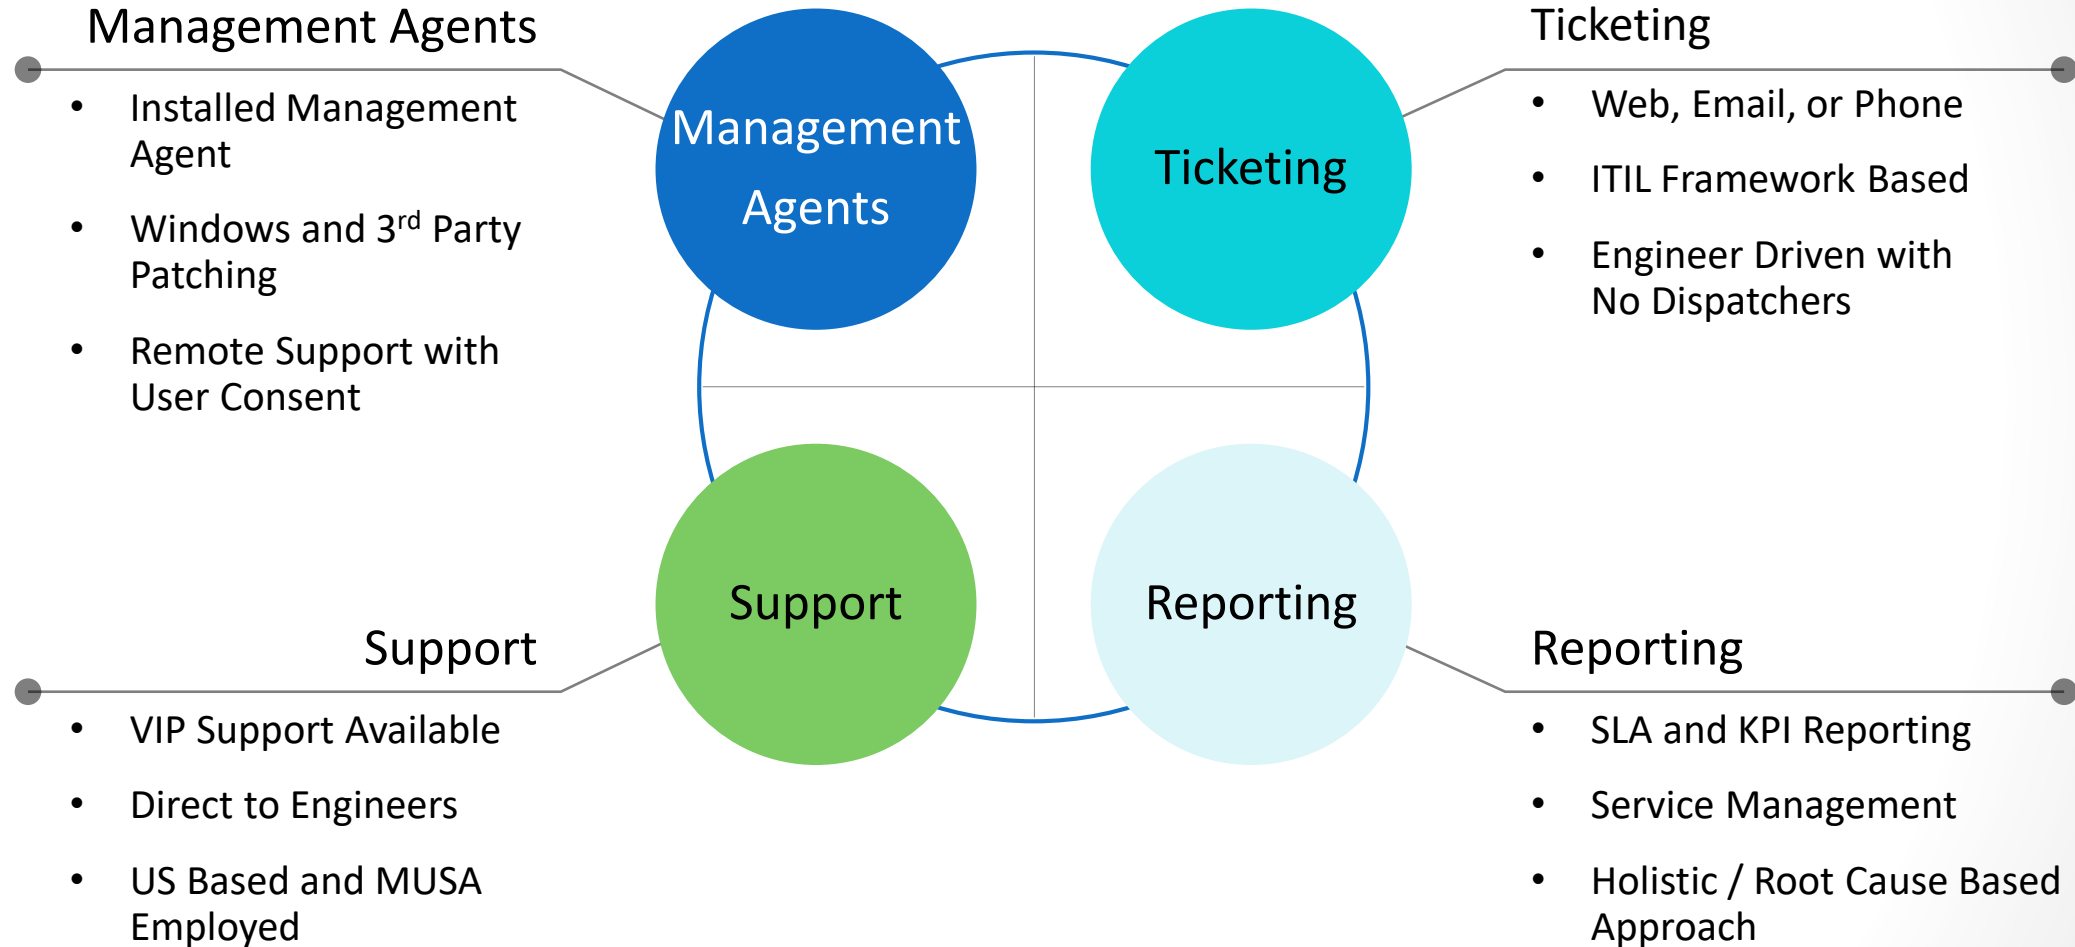 Management Agents
• Installed Management
Agent
• Windows and 3rd Party
Patching
• Remote Support with
User Consent
Management
Agents
Ticketing
Ticketing
• Web, Email, or Phone
• ITIL Framework Based
• Engineer Driven with
No Dispatchers
Support
• VIP Support Available
• Direct to Engineers
• US Based and MUSA
Employed
Support
Reporting
Reporting
• SLA and KPI Reporting
• Service Management
• Holistic / Root Cause Based
Approach